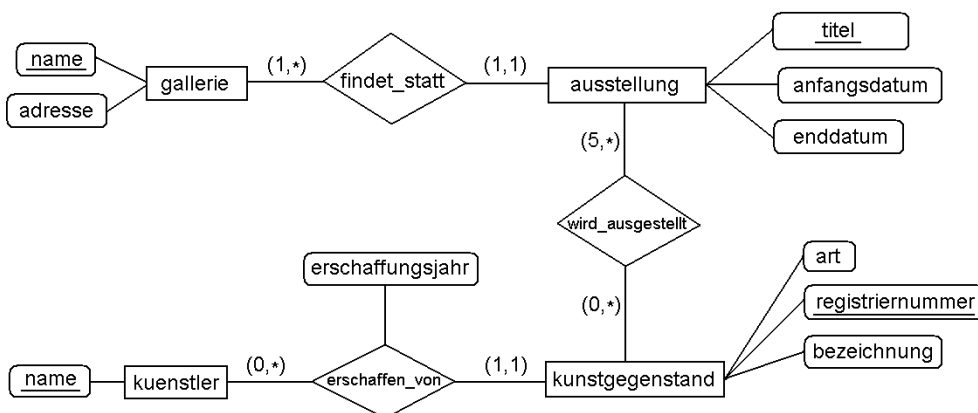 name
adresse
gallerie
(1,*)
findet_statt
(1,1)
ausstellung
titel
anfangsdatum
enddatum
(5,*)
wird_ausgestellt
(0,*)
erschaffungsjahr
name
kuenstler
(0,*)
erschaffen_von
(1,1)
kunstgegenstand
art
registriernummer
bezeichnung